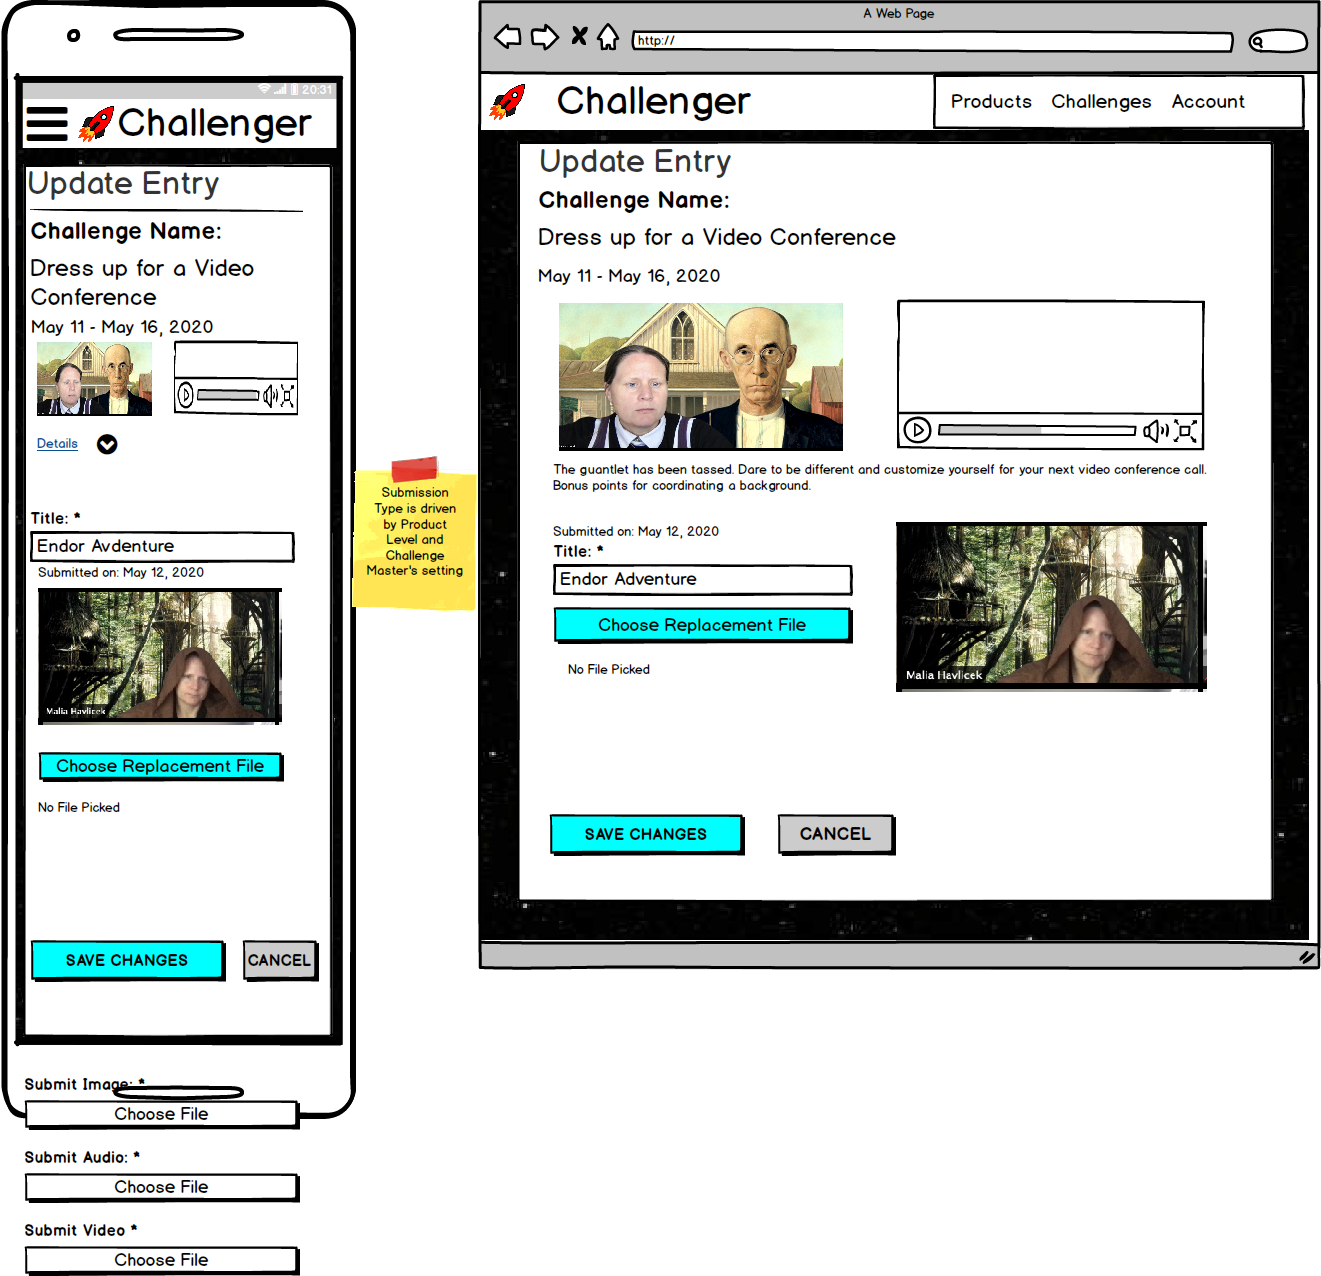 20:31
Challenger
Update Entry
Challenge Name:
Dress up for a Video
Conference
May 11 - May 16, 2020
Details
Title: *
Endor Avdenture
Submitted on: May 12, 2020
Malia Havlicek
Choose Replacement File
No File Picked
SAVE CHANGES
CANCEL
Submit Image: *
Choose File
Submit Audio: *
Choose File
Submit Video *
Choose File
Submission
Type is driven
by Product
Level and
Challenge
Master's setting
A Web Page
http://
Challenger
Products Challenges Account
Update Entry
Challenge Name:
Dress up for a Video Conference
May 11 - May 16, 2020
The guantlet has been tassed. Dare to be different and customize yourself for your next video conference call.
Bonus points for coordinating a background.
Submitted on: May 12, 2020
Title: *
Endor Adventure
Choose Replacement File
No File Picked
Malia Havlicek
SAVE CHANGES
CANCEL